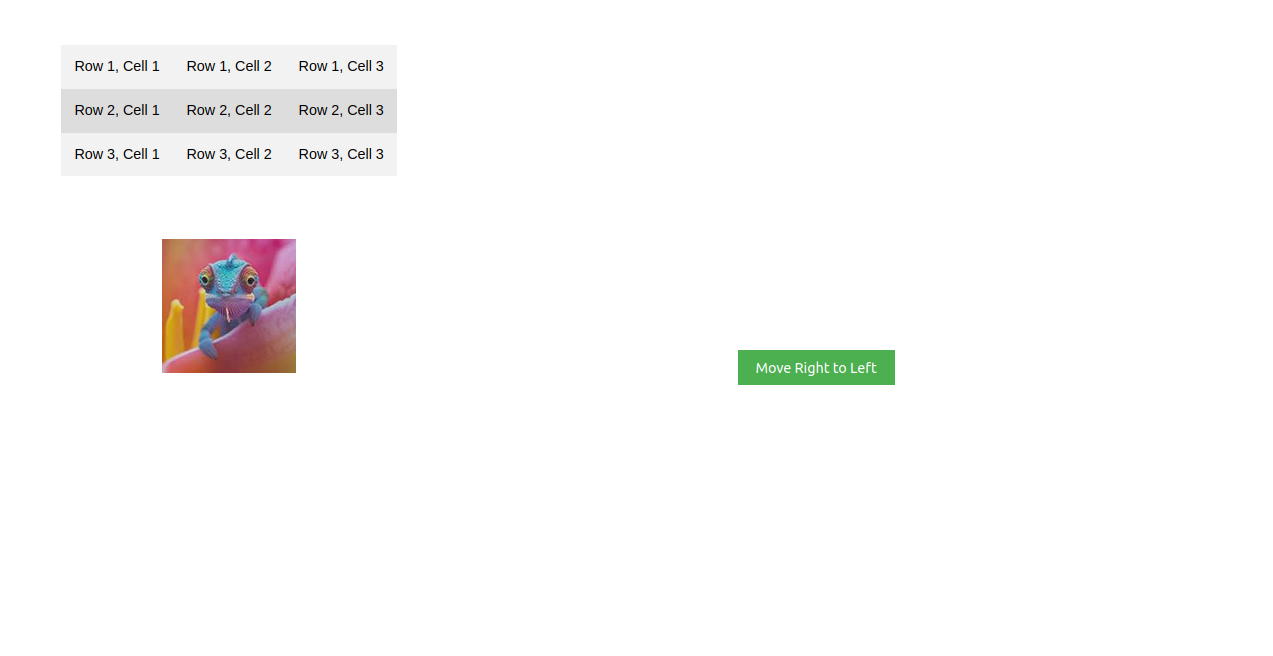 Row 1, Cell 1 Row 1, Cell 2 Row 1, Cell 3
Row 2, Cell 1 Row 2, Cell 2 Row 2, Cell 3
Row 3, Cell 1 Row 3, Cell 2 Row 3, Cell 3
Move Right to Left